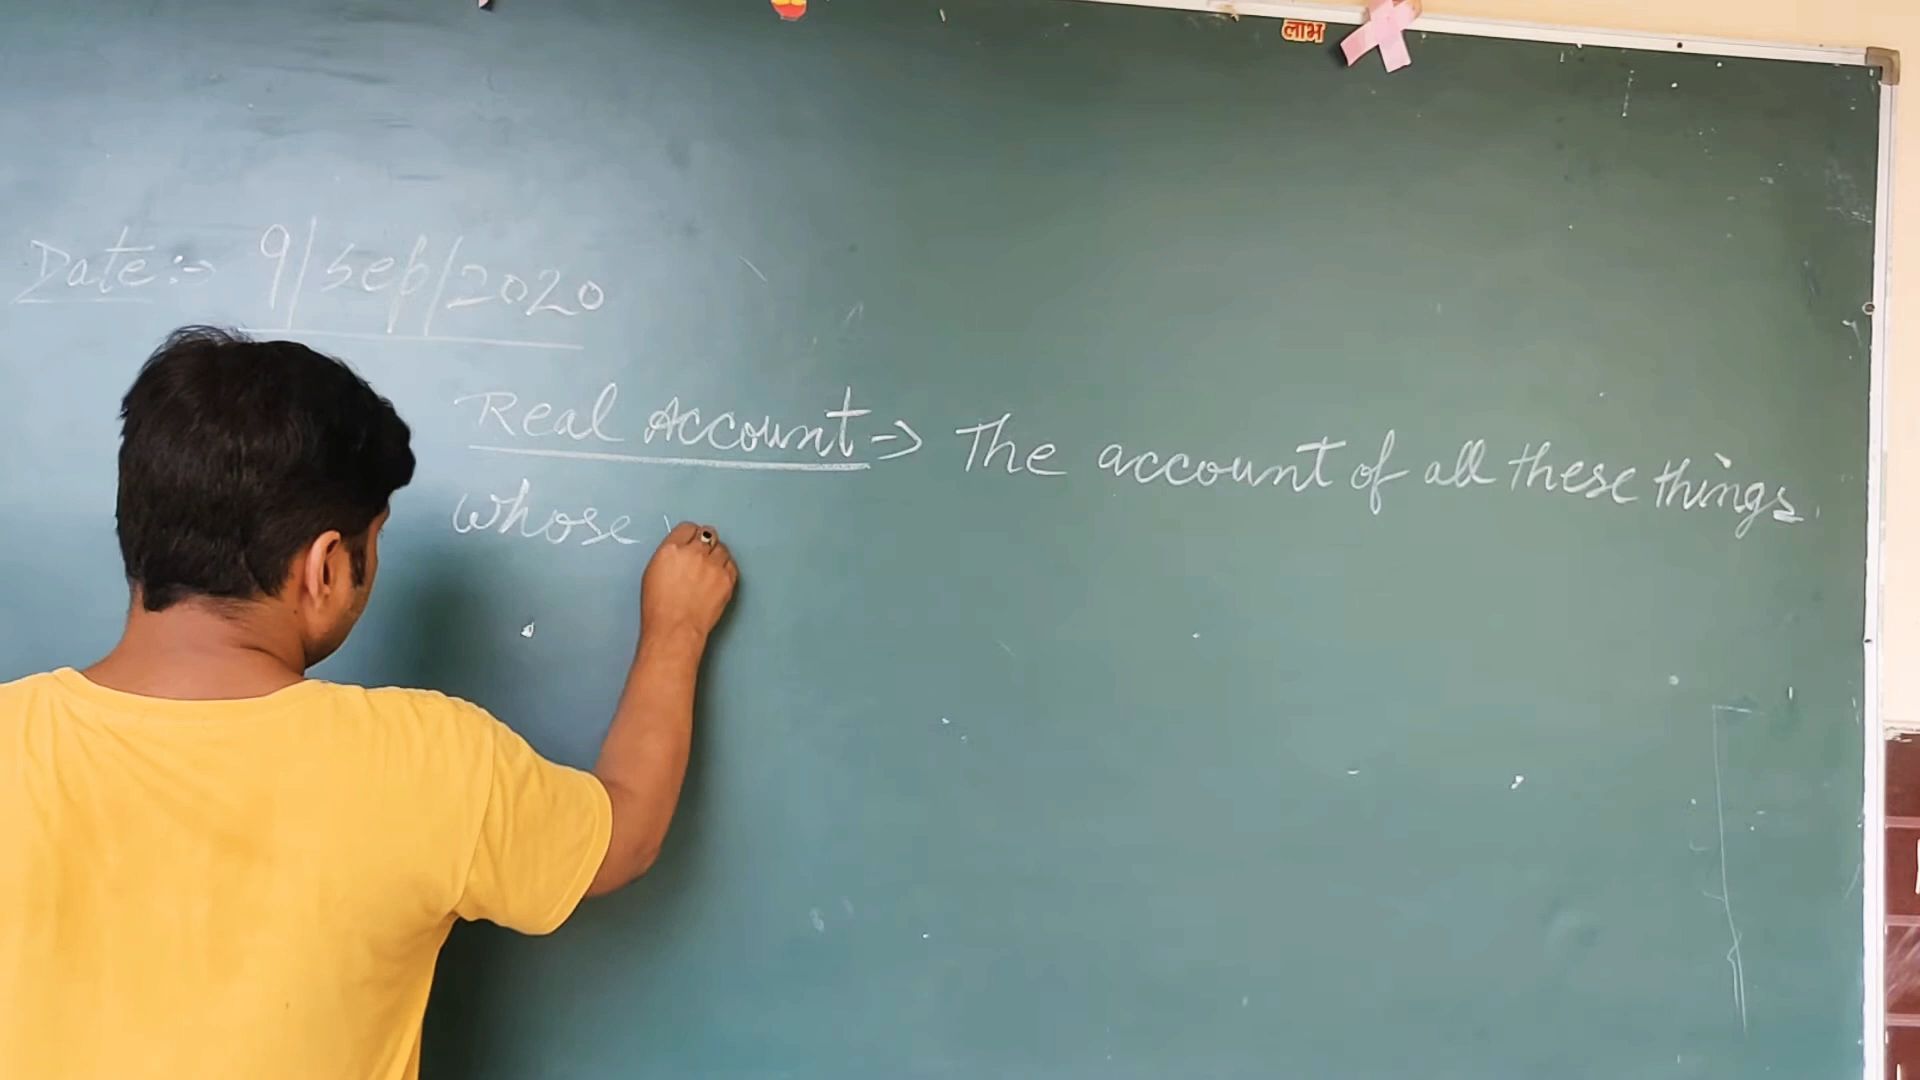 लाभ
Date:- 9/Sep/2020
Real Account -> The account of all these things
whose